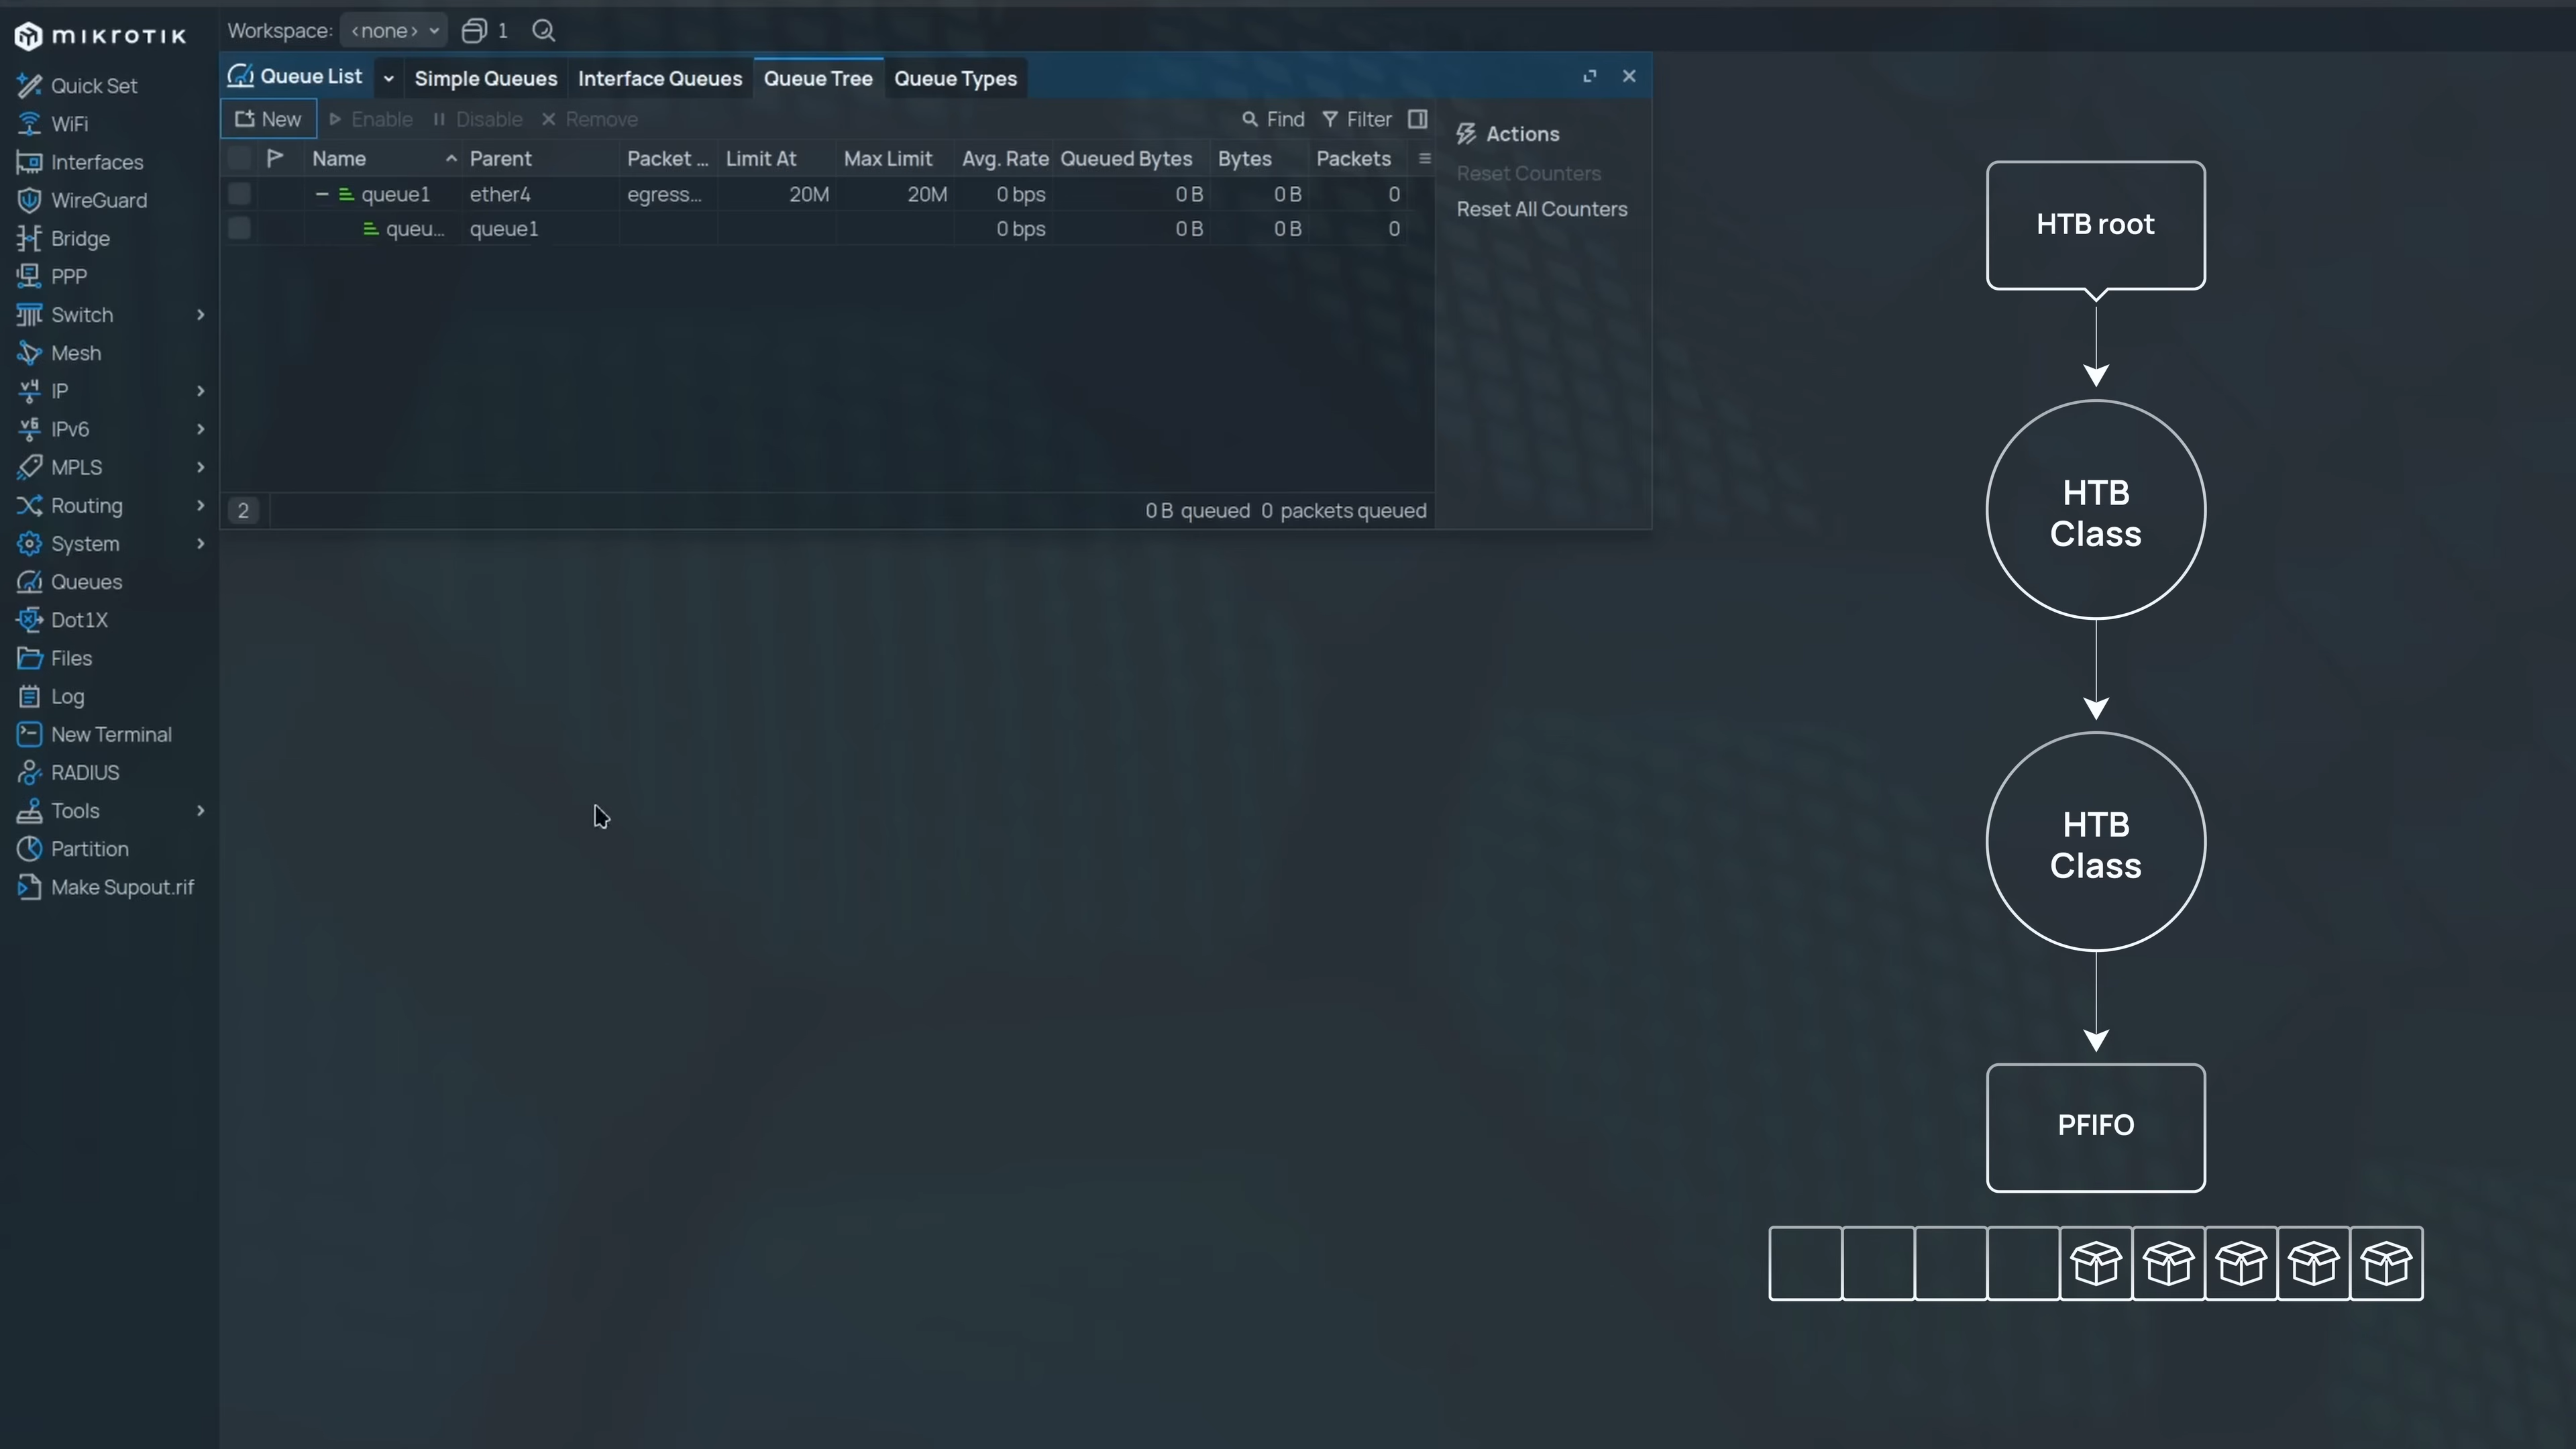 mikrotik
Workspace: <none> 1
Quick Set
WiFi
Interfaces
WireGuard
Bridge
PPP
Switch
Mesh
v4 IP
v6 IPv6
MPLS
Routing
System
Queues
Dot1X
Files
Log
New Terminal
RADIUS
Tools
Partition
Make Supout.rif
Queue List Simple Queues Interface Queues Queue Tree Queue Types
New Enable Disable Remove Find Filter
Name Parent Packet ... Limit At Max Limit Avg. Rate Queued Bytes Bytes Packets
queue1 ether4 egress... 20M 20M 0 bps 0 B 0 B 0
queu... queue1 0 bps 0 B 0 B 0
2 0 B queued 0 packets queued
Actions
Reset Counters
Reset All Counters
HTB root
HTB
Class
HTB
Class
PFIFO